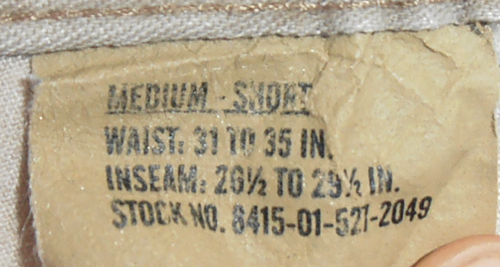 MEDIUM - SHORT
WAIST: 31 TO 35 IN.
INSEAM: 26½ TO 29½ IN.
STOCK NO. 8415-01-527-2049